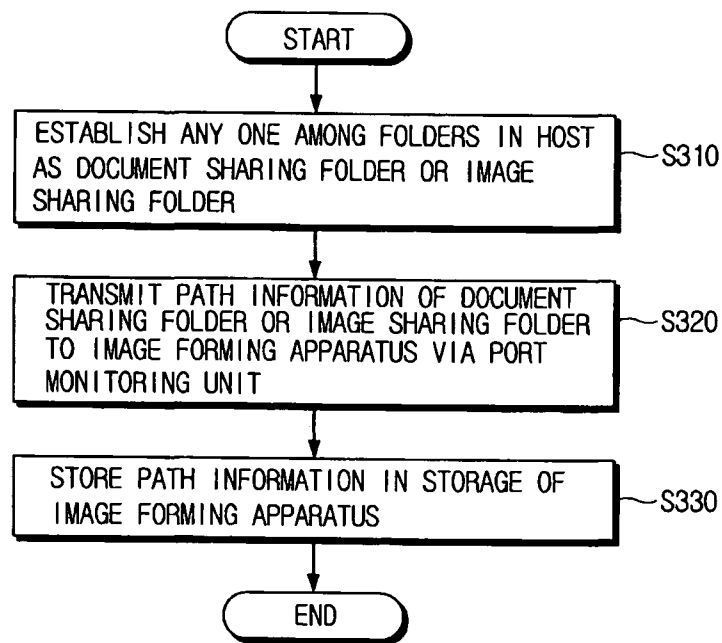 START
ESTABLISH ANY ONE AMONG FOLDERS IN HOST
AS DOCUMENT SHARING FOLDER OR IMAGE
SHARING FOLDER
S310
TRANSMIT PATH INFORMATION OF DOCUMENT
SHARING FOLDER OR IMAGE SHARING FOLDER
TO IMAGE FORMING APPARATUS VIA PORT
MONITORING UNIT
S320
STORE PATH INFORMATION IN STORAGE OF
IMAGE FORMING APPARATUS
S330
END